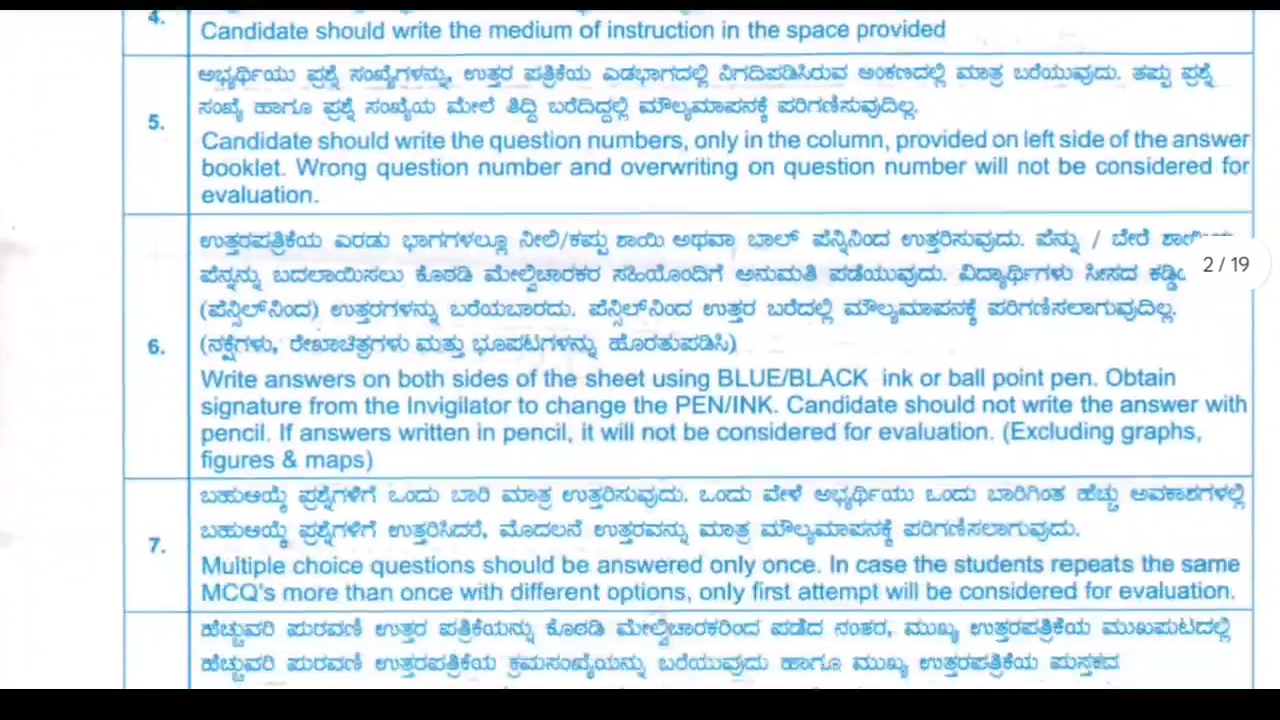 4.
Candidate should write the medium of instruction in the space provided
ಅಭ್ಯರ್ಥಿಯು ಪ್ರಶ್ನೆ ಸಂಖ್ಯೆಗಳನ್ನು, ಉತ್ತರ ಪತ್ರಿಕೆಯ ಎಡಭಾಗದಲ್ಲಿ ನಿಗದಿಪಡಿಸಿರುವ ಅಂಕಣದಲ್ಲಿ ಮಾತ್ರ ಬರೆಯುವುದು. ತಪ್ಪು ಪ್ರಶ್ನೆ
ಸಂಖ್ಯೆ ಹಾಗೂ ಪ್ರಶ್ನೆ ಸಂಖ್ಯೆಯ ಮೇಲೆ ತಿದ್ದಿ ಬರೆದಿದ್ದಲ್ಲಿ ಮೌಲ್ಯಮಾಪನಕ್ಕೆ ಪರಿಗಣಿಸುವುದಿಲ್ಲ.
5.
Candidate should write the question numbers, only in the column, provided on left side of the answer
booklet. Wrong question number and overwriting on question number will not be considered for
evaluation.
ಉತ್ತರಪತ್ರಿಕೆಯ ಎರಡು ಭಾಗಗಳಲ್ಲೂ ನೀಲಿ/ಕಪ್ಪು ಶಾಯಿ ಅಥವಾ ಬಾಲ್ ಪೆನ್ನಿನಿಂದ ಉತ್ತರಿಸುವುದು. ಪೆನ್ನು / ಬೇರೆ
2/19
ಪೆನ್ನನ್ನು ಬದಲಾಯಿಸಲು ಕೊಠಡಿ ಮೇಲ್ವಿಚಾರಕರ ಸಹಿಯೊಂದಿಗೆ ಅನುಮತಿ ಪಡೆಯುವುದು. ವಿದ್ಯಾರ್ಥಿಗಳು ಸೀಸದ
(ಪೆನ್ಸಿಲ್‌ನಿಂದ) ಉತ್ತರಗಳನ್ನು ಬರೆಯಬಾರದು. ಪೆನ್ಸಿಲ್‌ನಿಂದ ಉತ್ತರ ಬರೆದಲ್ಲಿ ಮೌಲ್ಯಮಾಪನಕ್ಕೆ ಪರಿಗಣಿಸಲಾಗುವುದಿಲ್ಲ.
(ನಕ್ಷೆಗಳು, ರೇಖಾಚಿತ್ರಗಳು ಮತ್ತು ಭೂಪಟಗಳನ್ನು ಹೊರತುಪಡಿಸಿ)
6.
Write answers on both sides of the sheet using BLUE/BLACK ink or ball point pen. Obtain
signature from the Invigilator to change the PEN/INK. Candidate should not write the answer with
pencil. If answers written in pencil, it will not be considered for evaluation. (Excluding graphs,
figures & maps)
ಬಹುಆಯ್ಕೆ ಪ್ರಶ್ನೆಗಳಿಗೆ ಒಂದು ಬಾರಿ ಮಾತ್ರ ಉತ್ತರಿಸುವುದು. ಒಂದು ವೇಳೆ ಅಭ್ಯರ್ಥಿಯು ಒಂದು ಬಾರಿಗಿಂತ ಹೆಚ್ಚು ಅವಕಾಶಗಳಲ್ಲಿ
ಬಹುಆಯ್ಕೆ ಪ್ರಶ್ನೆಗಳಿಗೆ ಉತ್ತರಿಸಿದರೆ, ಮೊದಲನೆ ಉತ್ತರವನ್ನು ಮಾತ್ರ ಮೌಲ್ಯಮಾಪನಕ್ಕೆ ಪರಿಗಣಿಸಲಾಗುವುದು.
7.
Multiple choice questions should be answered only once. In case the students repeats the same
MCQ's more than once with different options, only first attempt will be considered for evaluation.
ಹೆಚ್ಚುವರಿ ಪುರವಣಿ ಉತ್ತರ ಪತ್ರಿಕೆಯನ್ನು ಕೊಠಡಿ ಮೇಲ್ವಿಚಾರಕರಿಂದ ಪಡೆದ ನಂತರ, ಮುಖ್ಯ ಉತ್ತರಪತ್ರಿಕೆಯ ಮುಖಪುಟದಲ್ಲಿ
ಹೆಚ್ಚುವರಿ ಪುರವಣಿ ಉತ್ತರಪತ್ರಿಕೆಯ ಕ್ರಮಸಂಖ್ಯೆಯನ್ನು ಬರೆಯುವುದು ಹಾಗೂ ಮುಖ್ಯ ಉತ್ತರಪತ್ರಿಕೆಯ ಪುಸ್ತಕದ